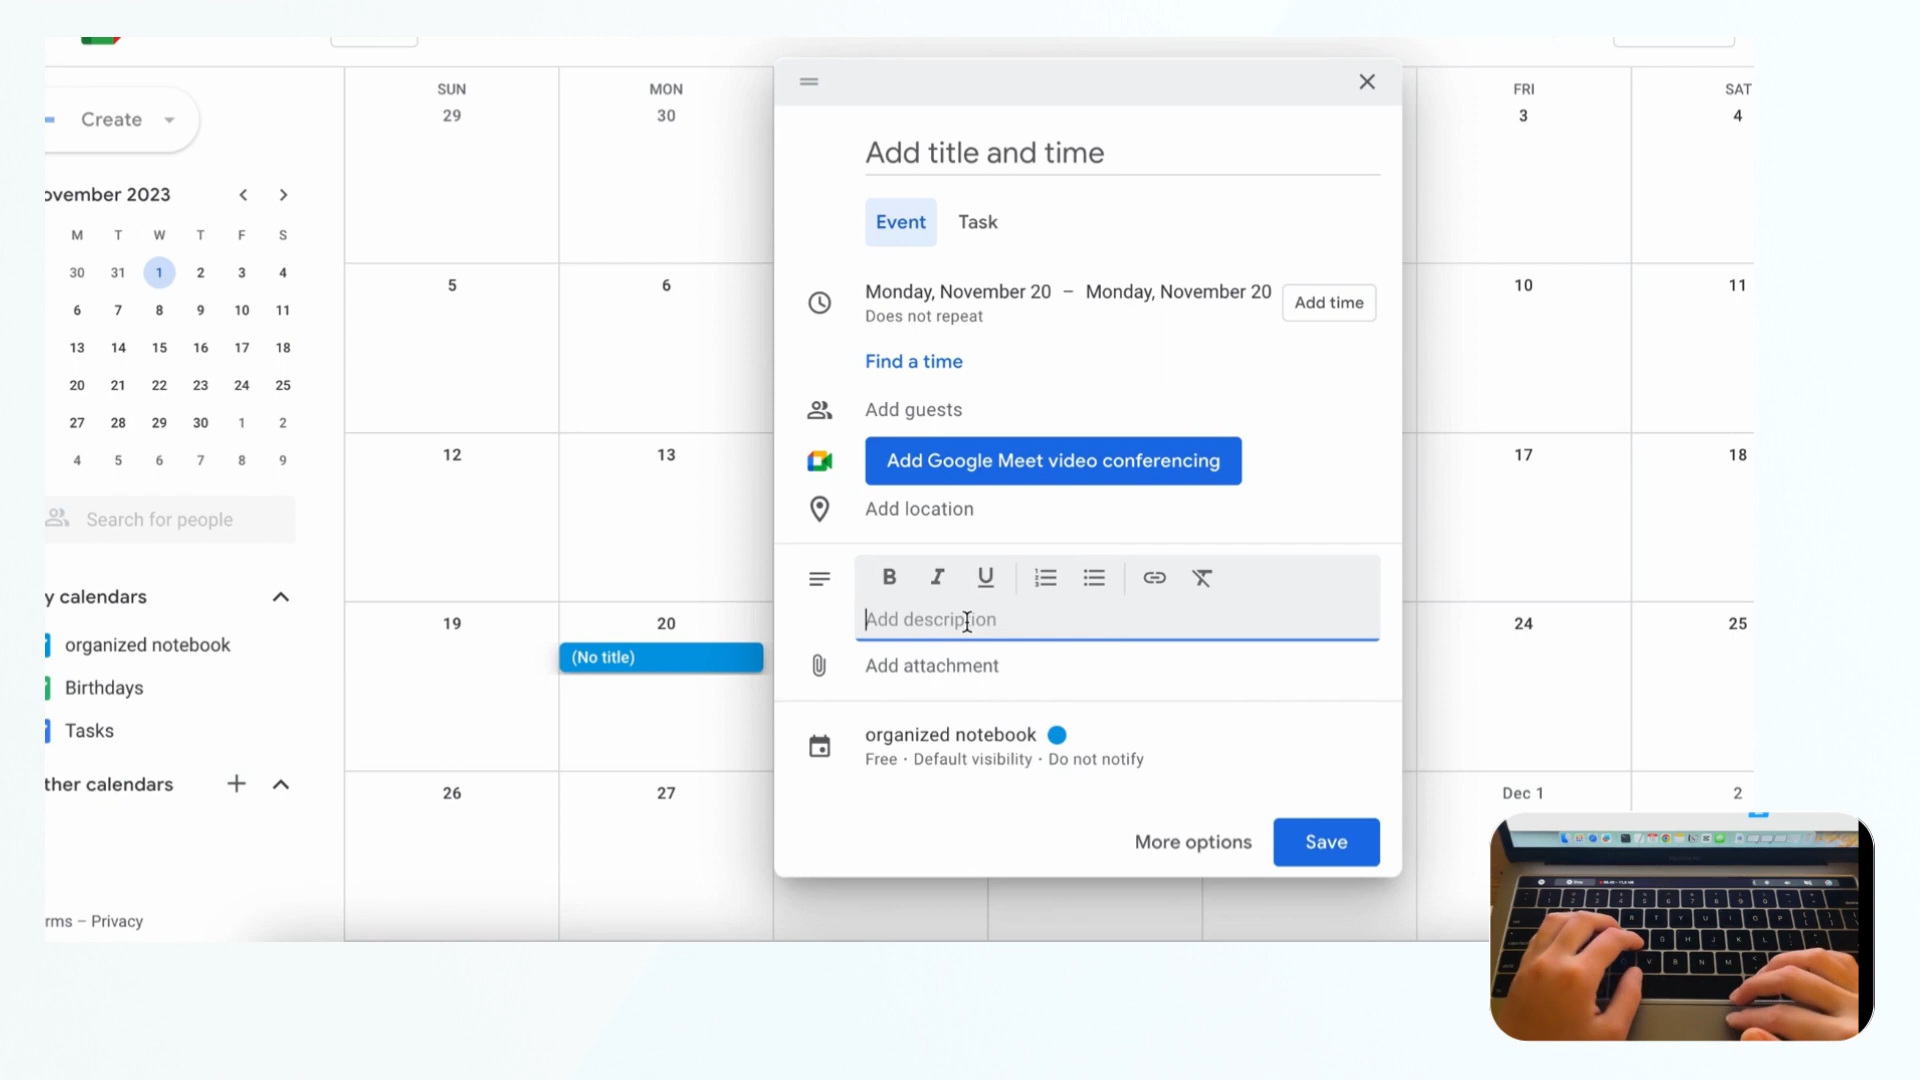 Create
ovember 2023
M T W T F S
30 31 1 2 3 4
6 7 8 9 10 11
13 14 15 16 17 18
20 21 22 23 24 25
27 28 29 30 1 2
4 5 6 7 8 9
Search for people
y calendars
organized notebook
Birthdays
Tasks
ther calendars
rms – Privacy
SUN MON FRI SAT
29 30 3 4
5 6 10 11
12 13 17 18
19 20 24 25
(No title)
26 27 Dec 1 2
Add title and time
Event Task
Monday, November 20 – Monday, November 20 Add time
Does not repeat
Find a time
Add guests
Add Google Meet video conferencing
Add location
B I U
Add description
Add attachment
organized notebook
Free · Default visibility · Do not notify
More options Save